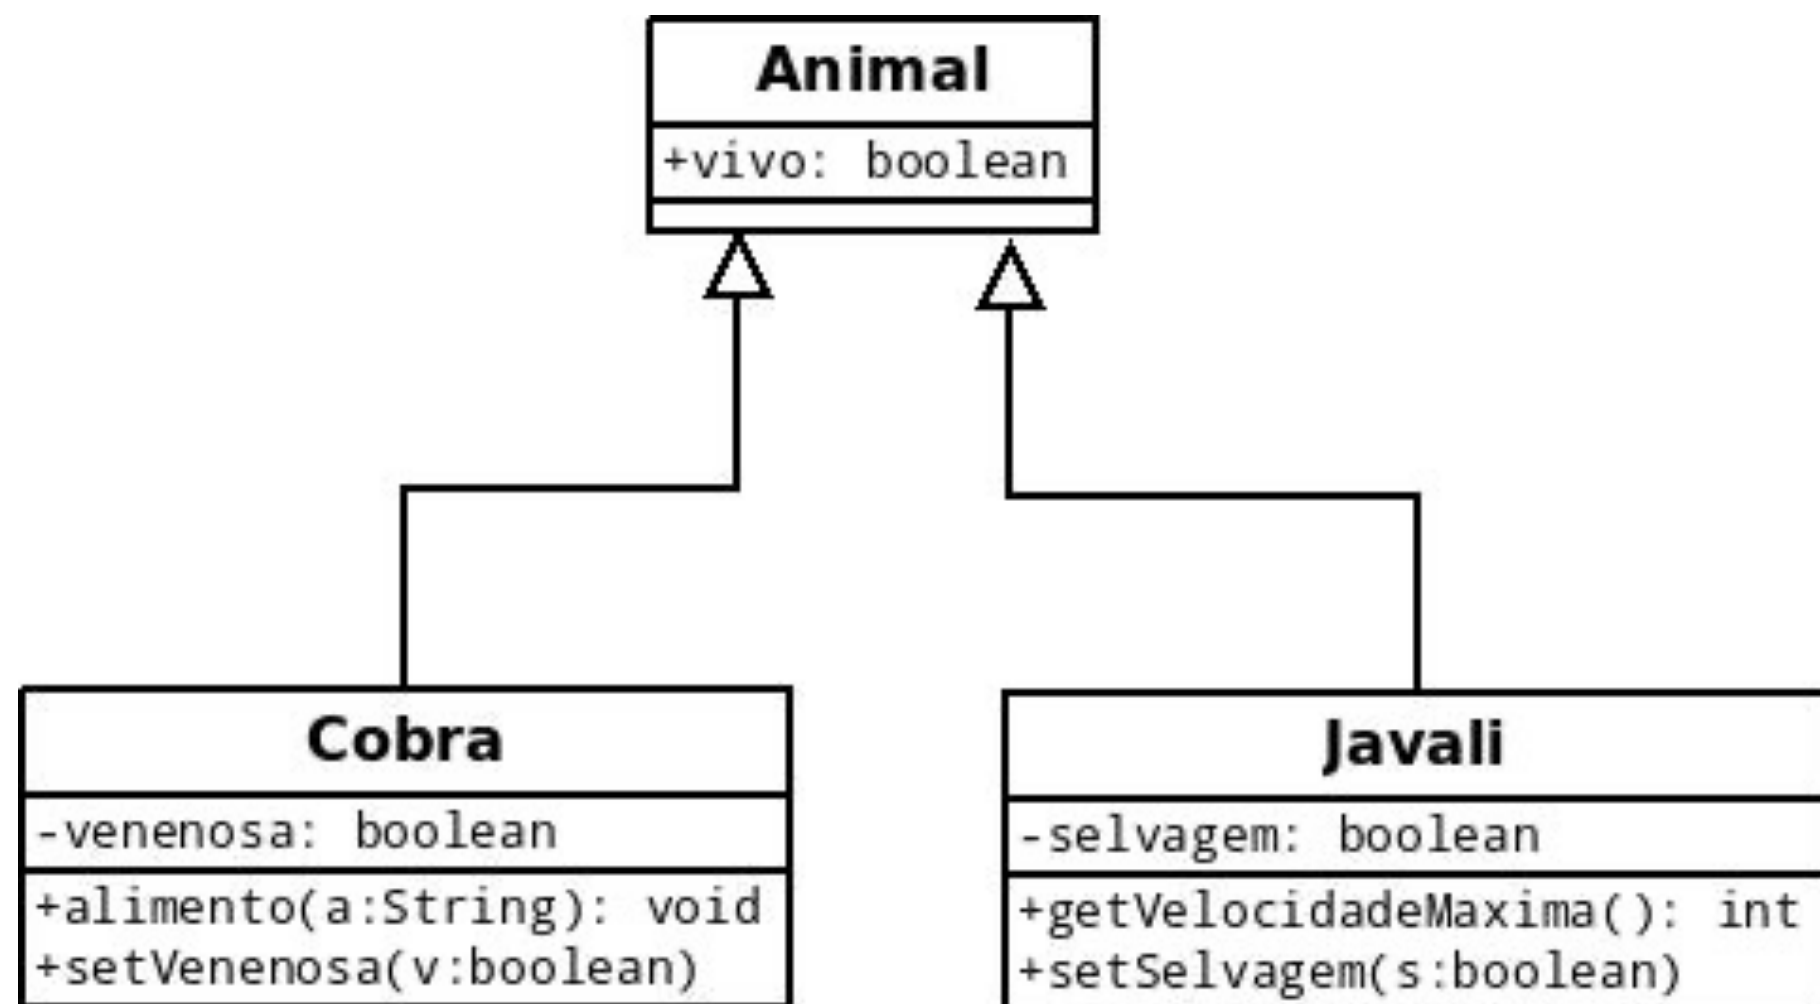 Animal
+vivo: boolean
Cobra
-venenosa: boolean
+alimento(a:String): void
+setVenenosa(v:boolean)
Javali
-selvagem: boolean
+getVelocidadeMaxima(): int
+setSelvagem(s:boolean)